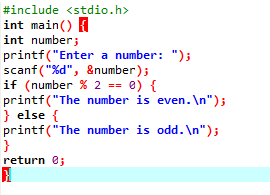 #include <stdio.h>
int main() {
int number;
printf("Enter a number: ");
scanf("%d", &number);
if (number % 2 == 0) {
printf("The number is even.\n");
} else {
printf("The number is odd.\n");
}
return 0;
}